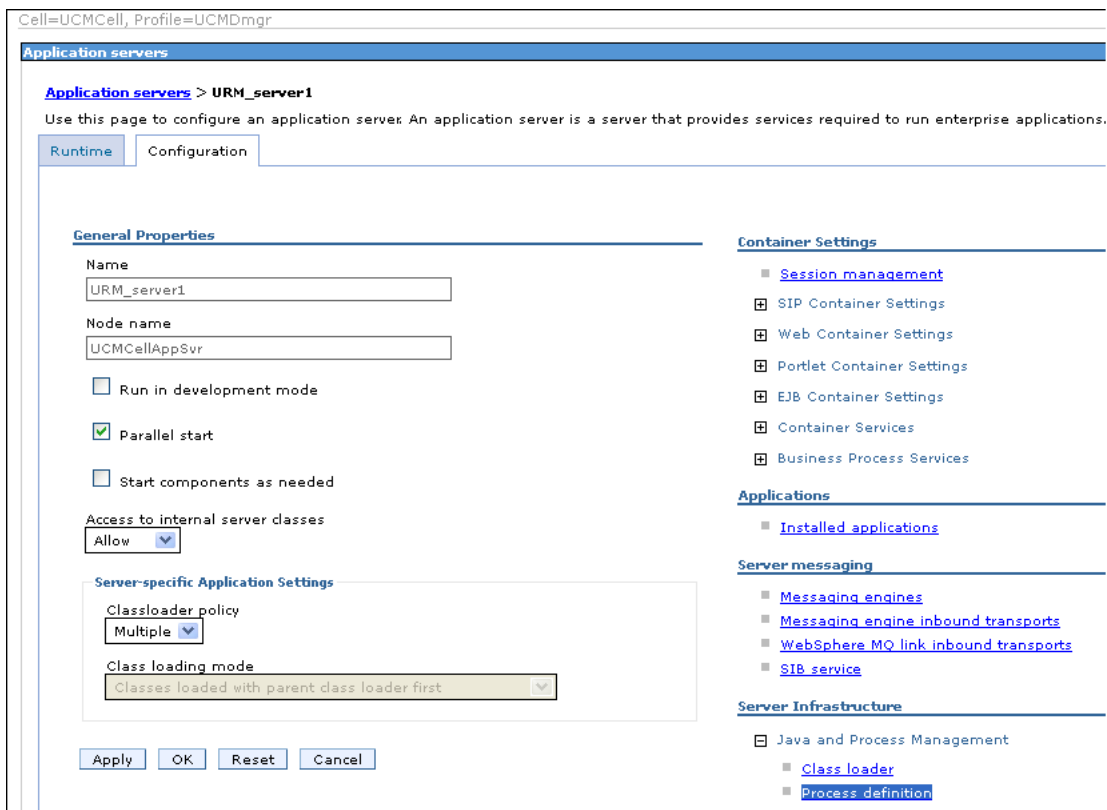 Cell=UCMCell, Profile=UCMDmgr
Application servers
Application servers > URM_server1
Use this page to configure an application server. An application server is a server that provides services required to run enterprise applications.
Runtime
Configuration
General Properties
Name
URM_server1
Node name
UCMCellAppSvr
Run in development mode
Parallel start
Start components as needed
Access to internal server classes
Allow
Server-specific Application Settings
Classloader policy
Multiple
Class loading mode
Classes loaded with parent class loader first
Apply OK Reset Cancel
Container Settings
Session management
SIP Container Settings
Web Container Settings
Portlet Container Settings
EJB Container Settings
Container Services
Business Process Services
Applications
Installed applications
Server messaging
Messaging engines
Messaging engine inbound transports
WebSphere MQ link inbound transports
SIB service
Server Infrastructure
Java and Process Management
Class loader
Process definition